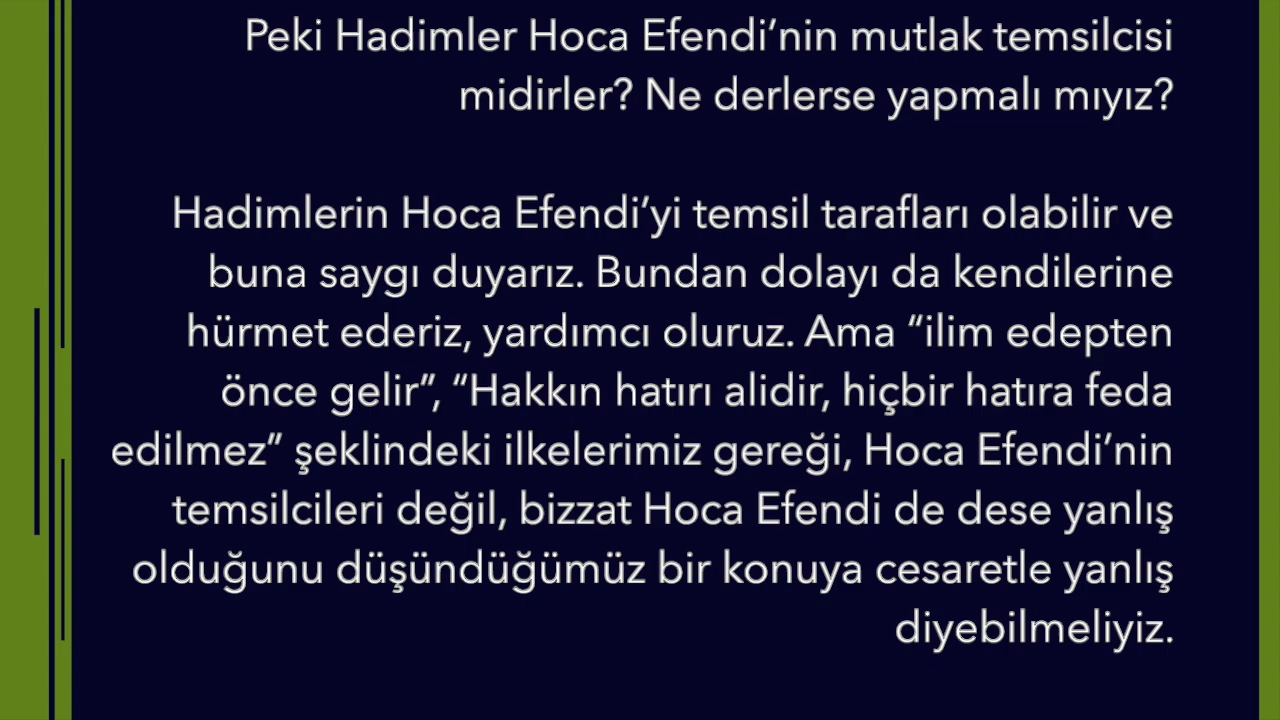 Peki Hadimler Hoca Efendi’nin mutlak temsilcisi
midirler? Ne derlerse yapmalı mıyız?
Hadimlerin Hoca Efendi’yi temsil tarafları olabilir ve
buna saygı duyarız. Bundan dolayı da kendilerine
hürmet ederiz, yardımcı oluruz. Ama “ilim edepten
önce gelir”, “Hakkın hatırı alidir, hiçbir hatıra feda
edilmez” şeklindeki ilkelerimiz gereği, Hoca Efendi’nin
temsilcileri değil, bizzat Hoca Efendi de dese yanlış
olduğunu düşündüğümüz bir konuya cesaretle yanlış
diyebilmeliyiz.